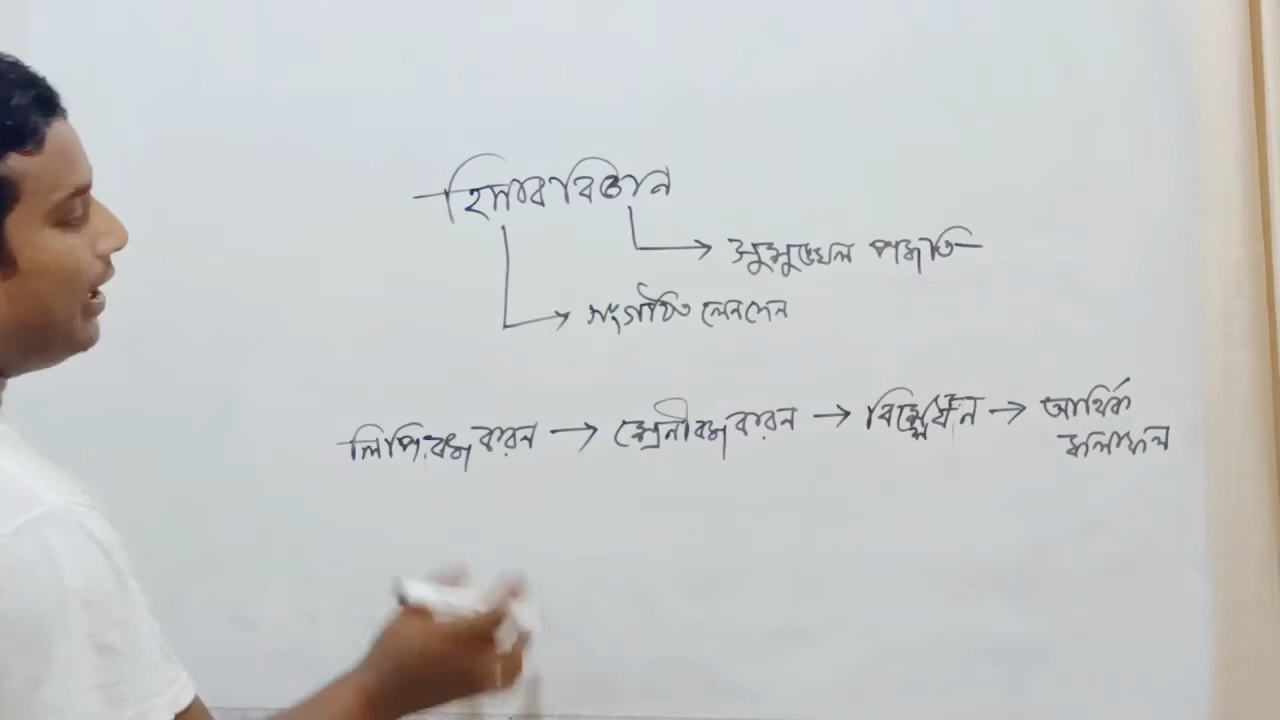 হিসাববিজ্ঞান
সুসৃঙ্খল পদ্ধতি
সংগঠিত লেনদেন
লিপিবদ্ধকরন → শ্রেনীবদ্ধকরন → বিশ্লেষন → আর্থিক
ফলাফল